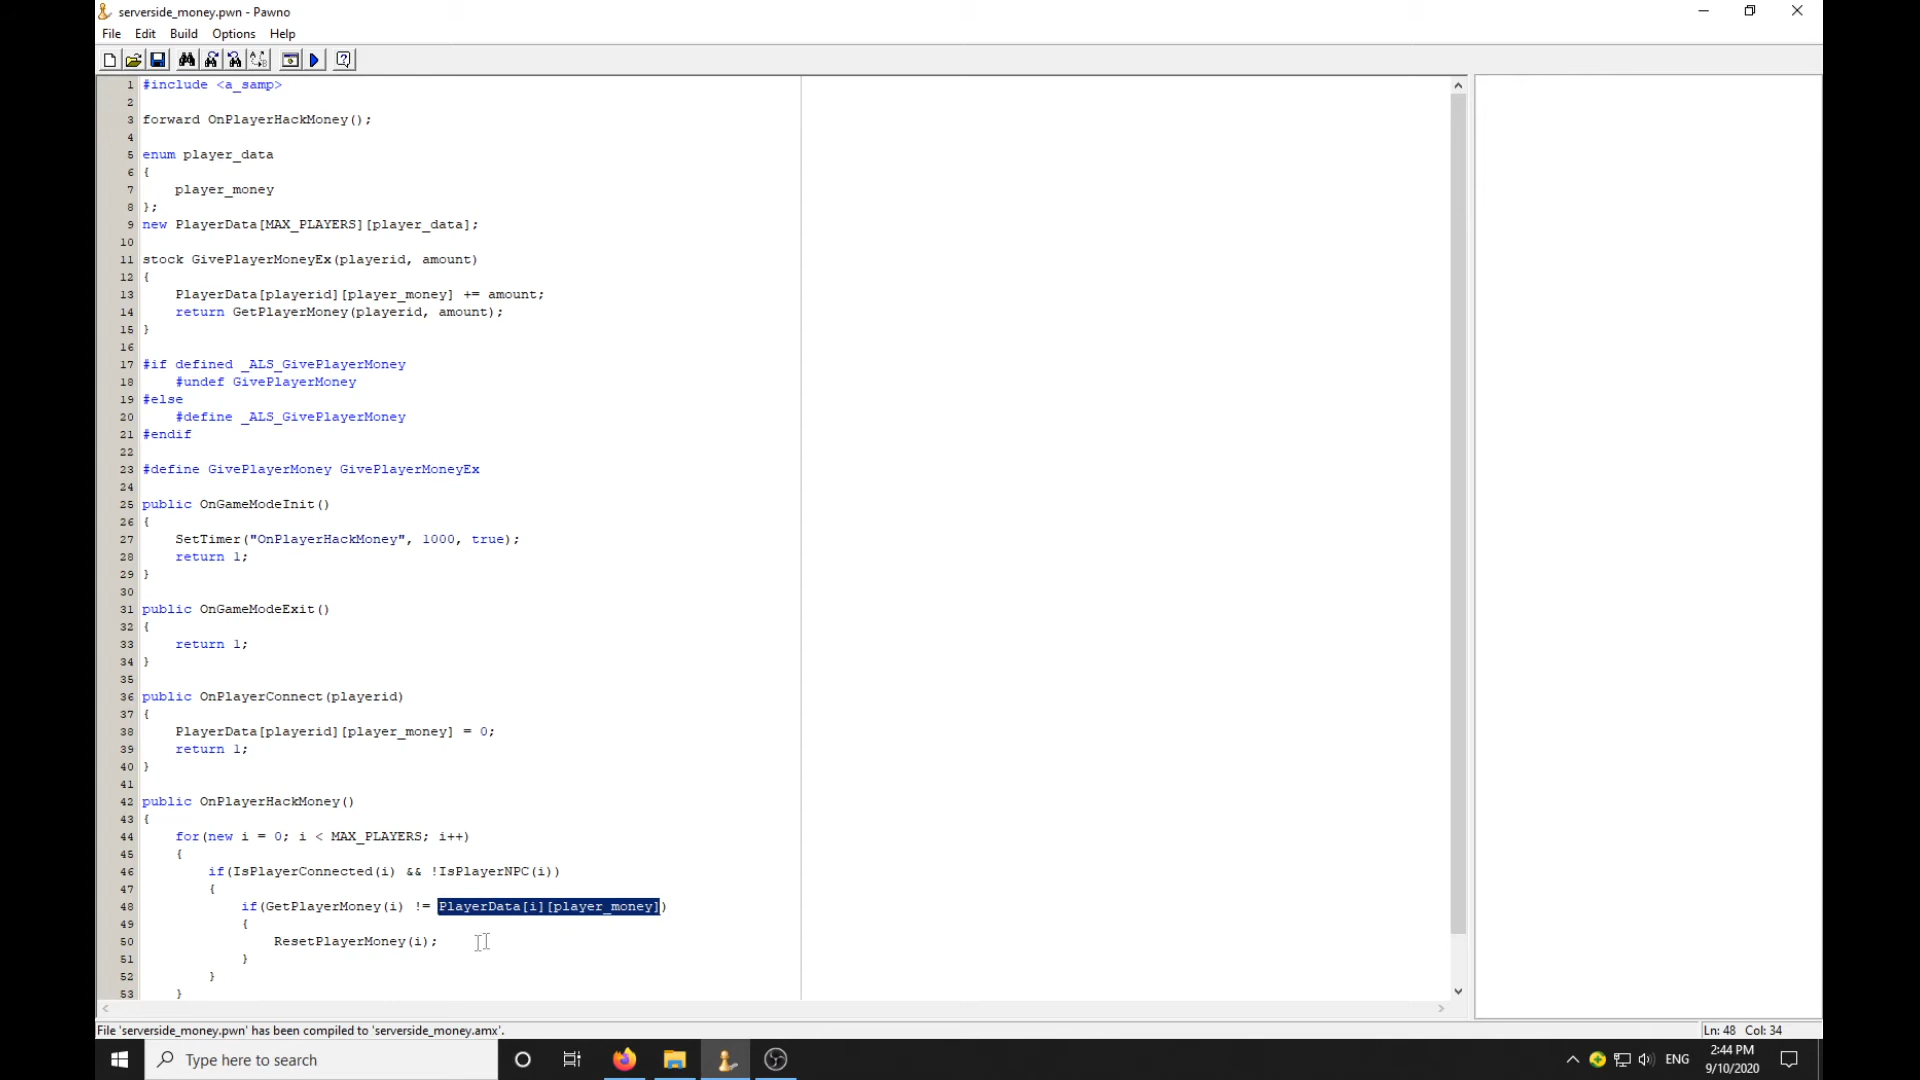 serverside_money.pwn - Pawno
File Edit Build Options Help
1 #include <a_samp>
2
3 forward OnPlayerHackMoney();
4
5 enum player_data
6 {
7 player_money
8 };
9 new PlayerData[MAX_PLAYERS][player_data];
10
11 stock GivePlayerMoneyEx(playerid, amount)
12 {
13 PlayerData[playerid][player_money] += amount;
14 return GetPlayerMoney(playerid, amount);
15 }
16
17 #if defined _ALS_GivePlayerMoney
18 #undef GivePlayerMoney
19 #else
20 #define _ALS_GivePlayerMoney
21 #endif
22
23 #define GivePlayerMoney GivePlayerMoneyEx
24
25 public OnGameModeInit()
26 {
27 SetTimer("OnPlayerHackMoney", 1000, true);
28 return 1;
29 }
30
31 public OnGameModeExit()
32 {
33 return 1;
34 }
35
36 public OnPlayerConnect(playerid)
37 {
38 PlayerData[playerid][player_money] = 0;
39 return 1;
40 }
41
42 public OnPlayerHackMoney()
43 {
44 for(new i = 0; i < MAX_PLAYERS; i++)
45 {
46 if(IsPlayerConnected(i) && !IsPlayerNPC(i))
47 {
48 if(GetPlayerMoney(i) != PlayerData[i][player_money])
49 {
50 ResetPlayerMoney(i);
51 }
52 }
53 }
File 'serverside_money.pwn' has been compiled to 'serverside_money.amx'.
Ln: 48 Col: 34
Type here to search
ENG
2:44 PM
9/10/2020